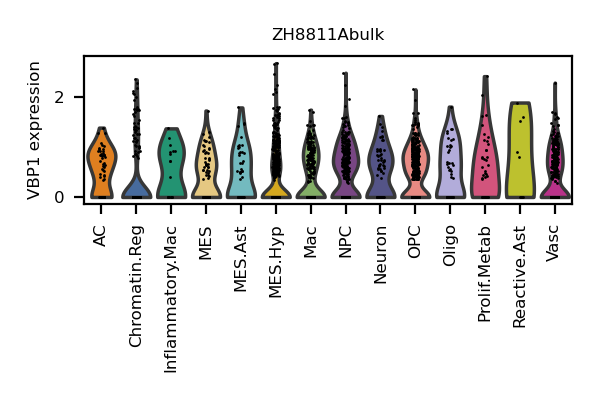 ZH8811Abulk
VBP1 expression
2
0
AC
Chromatin.Reg
Inflammatory.Mac
MES
MES.Ast
MES.Hyp
Mac
NPC
Neuron
OPC
Oligo
Prolif.Metab
Reactive.Ast
Vasc